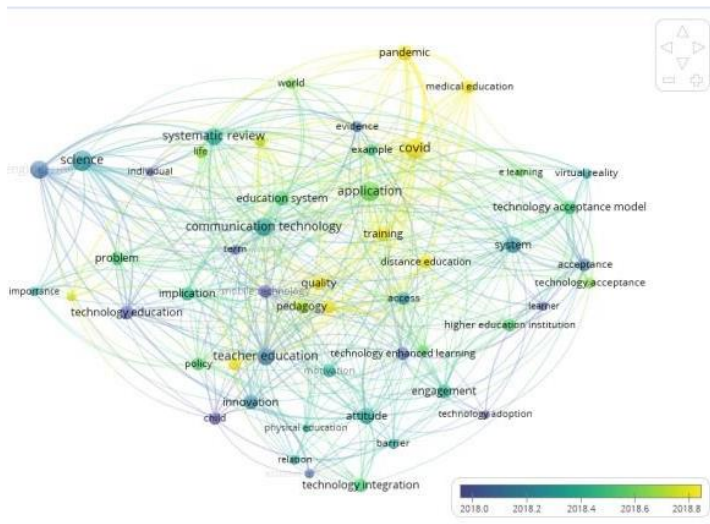 pandemic
world
medical education
evidence
systematic review
life
example
covid
science
individual
e learning
virtual reality
education system
application
technology acceptance model
communication technology
term
training
system
problem
distance education
acceptance
technology acceptance
importance
implication
mobile technology
quality
access
technology education
pedagogy
learner
higher education institution
teacher education
technology enhanced learning
policy
motivation
innovation
engagement
child
attitude
technology adoption
physical education
barrier
relation
technology integration
2018.0 2018.2 2018.4 2018.6 2018.8